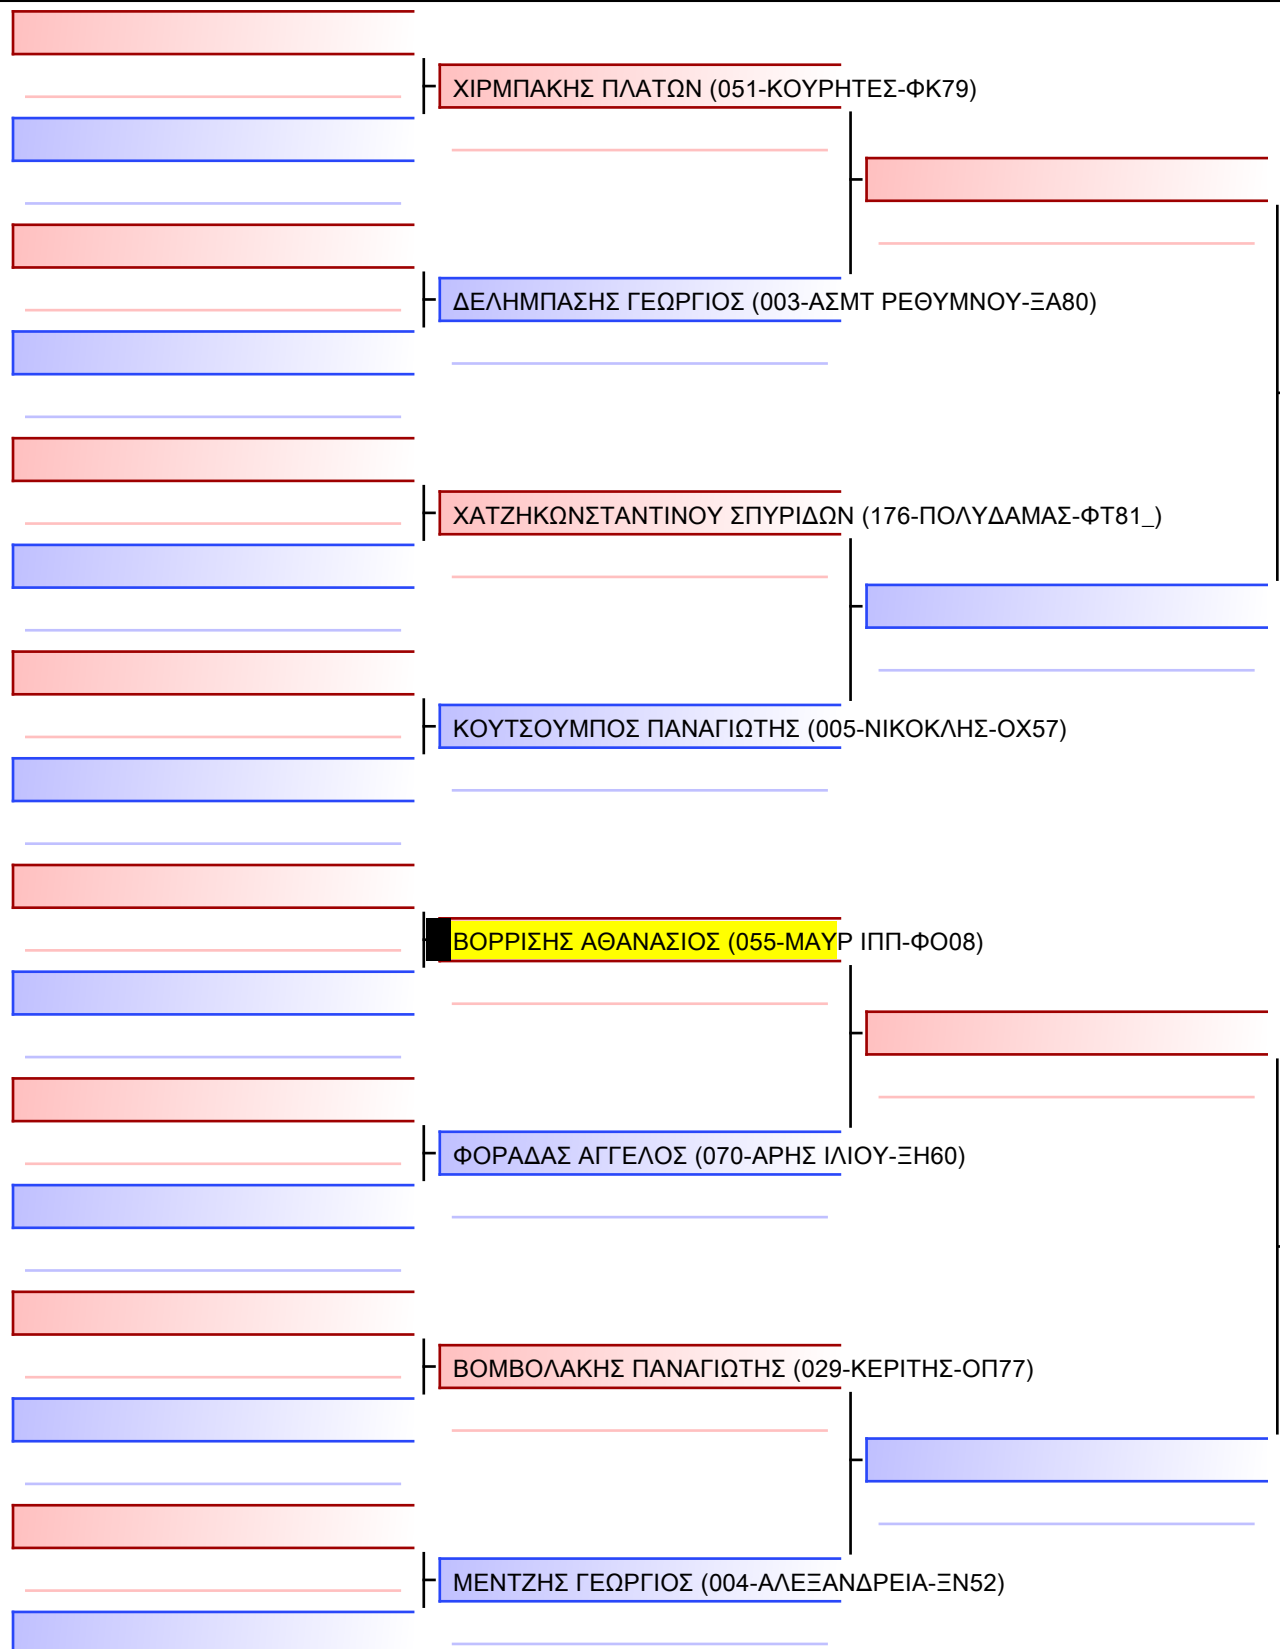 ΧΙΡΜΠΑΚΗΣ ΠΛΑΤΩΝ (051-ΚΟΥΡΗΤΕΣ-ΦΚ79)
ΔΕΛΗΜΠΑΣΗΣ ΓΕΩΡΓΙΟΣ (003-ΑΣΜΤ ΡΕΘΥΜΝΟΥ-ΞΑ80)
ΧΑΤΖΗΚΩΝΣΤΑΝΤΙΝΟΥ ΣΠΥΡΙΔΩΝ (176-ΠΟΛΥΔΑΜΑΣ-ΦΤ81_)
ΚΟΥΤΣΟΥΜΠΟΣ ΠΑΝΑΓΙΩΤΗΣ (005-ΝΙΚΟΚΛΗΣ-ΟΧ57)
ΒΟΡΡΙΣΗΣ ΑΘΑΝΑΣΙΟΣ (055-ΜΑΥΡ ΙΠΠ-ΦΟ08)
ΦΟΡΑΔΑΣ ΑΓΓΕΛΟΣ (070-ΑΡΗΣ ΙΛΙΟΥ-ΞΗ60)
ΒΟΜΒΟΛΑΚΗΣ ΠΑΝΑΓΙΩΤΗΣ (029-ΚΕΡΙΤΗΣ-ΟΠ77)
ΜΕΝΤΖΗΣ ΓΕΩΡΓΙΟΣ (004-ΑΛΕΞΑΝΔΡΕΙΑ-ΞΝ52)